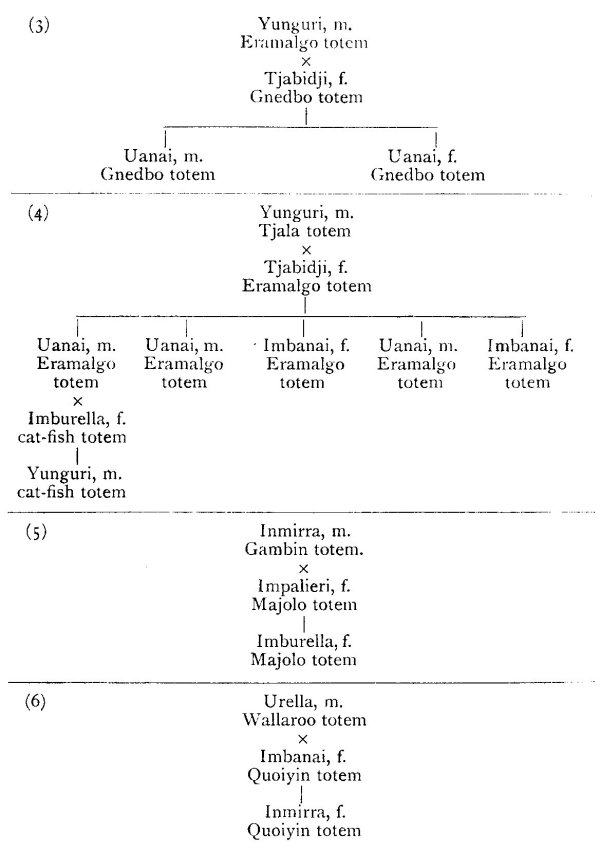 (3)
Yunguri, m.
Eramalgo totem
×
Tjabidji, f.
Gnedbo totem
Uanai, m. Uanai, f.
Gnedbo totem Gnedbo totem
(4)
Yunguri, m.
Tjala totem
×
Tjabidji, f.
Eramalgo totem
Uanai, m. Uanai, m. Imbanai, f. Uanai, m. Imbanai, f.
Eramalgo Eramalgo Eramalgo Eramalgo Eramalgo
totem totem totem totem totem
×
Imburella, f.
cat-fish totem
Yunguri, m.
cat-fish totem
(5)
Inmirra, m.
Gambin totem.
×
Impalieri, f.
Majolo totem
Imburella, f.
Majolo totem
(6)
Urella, m.
Wallaroo totem
×
Imbanai, f.
Quoiyin totem
Inmirra, f.
Quoiyin totem